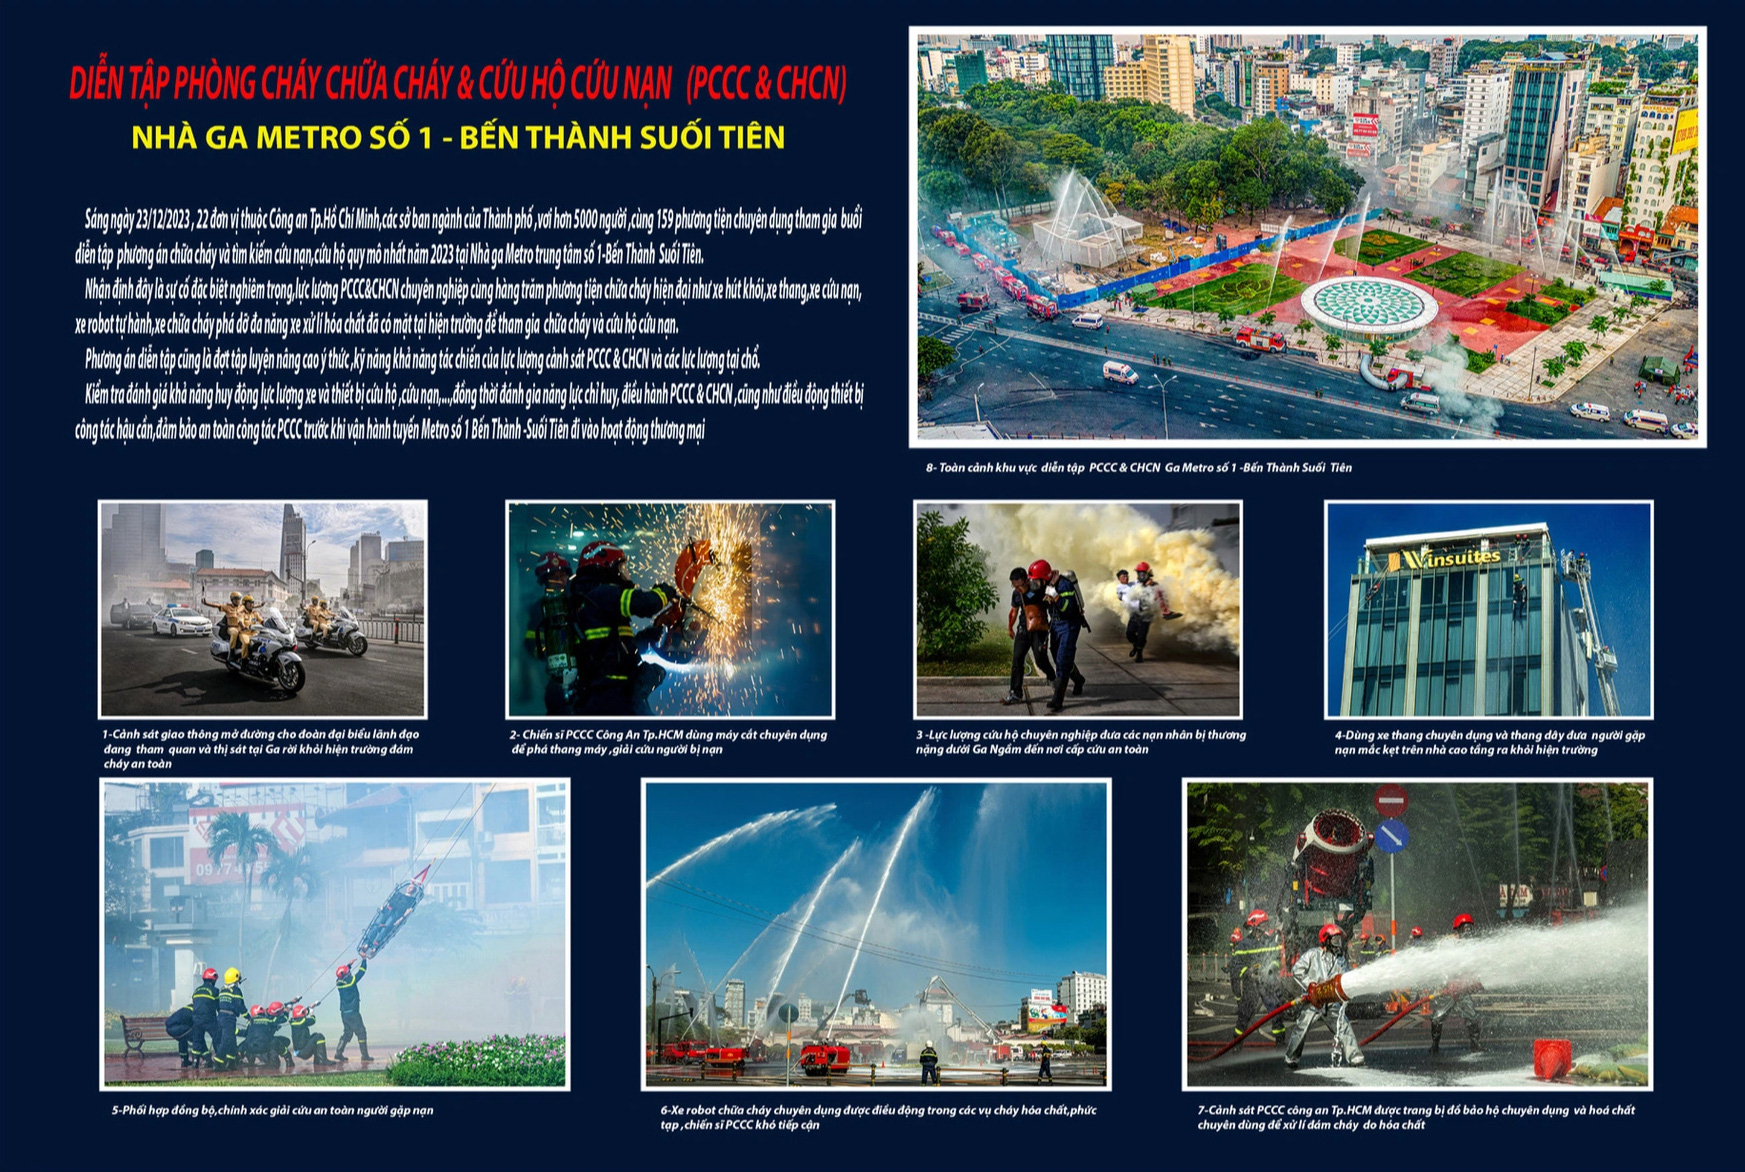 DIỄN TẬP PHÒNG CHÁY CHỮA CHÁY & CỨU HỘ CỨU NẠN (PCCC & CHCN)
NHÀ GA METRO SỐ 1 - BẾN THÀNH SUỐI TIÊN
Sáng ngày 23/12/2023 , 22 đơn vị thuộc Công an Tp.Hồ Chí Minh,các sở ban ngành của Thành phố ,vơi hơn 5000 người ,cùng 159 phương tiện chuyên dụng tham gia buổi
diễn tập phương án chữa cháy và tìm kiếm cứu nạn,cứu hộ quy mô nhất năm 2023 tại Nhà ga Metro trung tâm số 1-Bến Thành Suối Tiên.
Nhận định đây là sự cố đặc biệt nghiêm trọng,lực lượng PCCC&CHCN chuyên nghiệp cùng hàng trăm phương tiện chữa cháy hiện đại như xe hút khói,xe thang,xe cứu nạn,
xe robot tự hành,xe chữa cháy phá dỡ đa năng xe xử lí hóa chất đã có mặt tại hiện trường để tham gia chữa cháy và cứu hộ cứu nạn.
Phương án diễn tập cũng là đợt tập luyện nâng cao ý thức ,kỹ năng khả năng tác chiến của lực lượng cảnh sát PCCC & CHCN và các lực lượng tại chổ.
Kiểm tra đánh giá khả năng huy động lực lượng xe và thiết bị cứu hộ ,cứu nạn,...,đồng thời đánh gia năng lực chỉ huy, điều hành PCCC & CHCN ,cũng như điều động thiết bị
công tác hậu cần,đảm bảo an toàn công tác PCCC trước khi vận hành tuyến Metro số 1 Bến Thành -Suối Tiên đi vào hoạt động thương mại
8- Toàn cảnh khu vực diễn tập PCCC & CHCN Ga Metro số 1 -Bến Thành Suối Tiên
Winsuites
1-Cảnh sát giao thông mở đường cho đoàn đại biểu lãnh đạo
đang tham quan và thị sát tại Ga rời khỏi hiện trường đám
cháy an toàn
2- Chiến sĩ PCCC Công An Tp.HCM dùng máy cắt chuyên dụng
để phá thang máy ,giải cứu người bị nạn
3 -Lực lượng cứu hộ chuyên nghiệp đưa các nạn nhân bị thương
nặng dưới Ga Ngầm đến nơi cấp cứu an toàn
4-Dùng xe thang chuyên dụng và thang dây đưa người gặp
nạn mắc kẹt trên nhà cao tầng ra khỏi hiện trường
5-Phối hợp đồng bộ,chính xác giải cứu an toàn người gặp nạn
6-Xe robot chữa cháy chuyên dụng được điều động trong các vụ cháy hóa chất,phức
tạp ,chiến sĩ PCCC khó tiếp cận
7-Cảnh sát PCCC công an Tp.HCM được trang bị đồ bảo hộ chuyên dụng và hoá chất
chuyên dùng để xử lí đám cháy do hóa chất